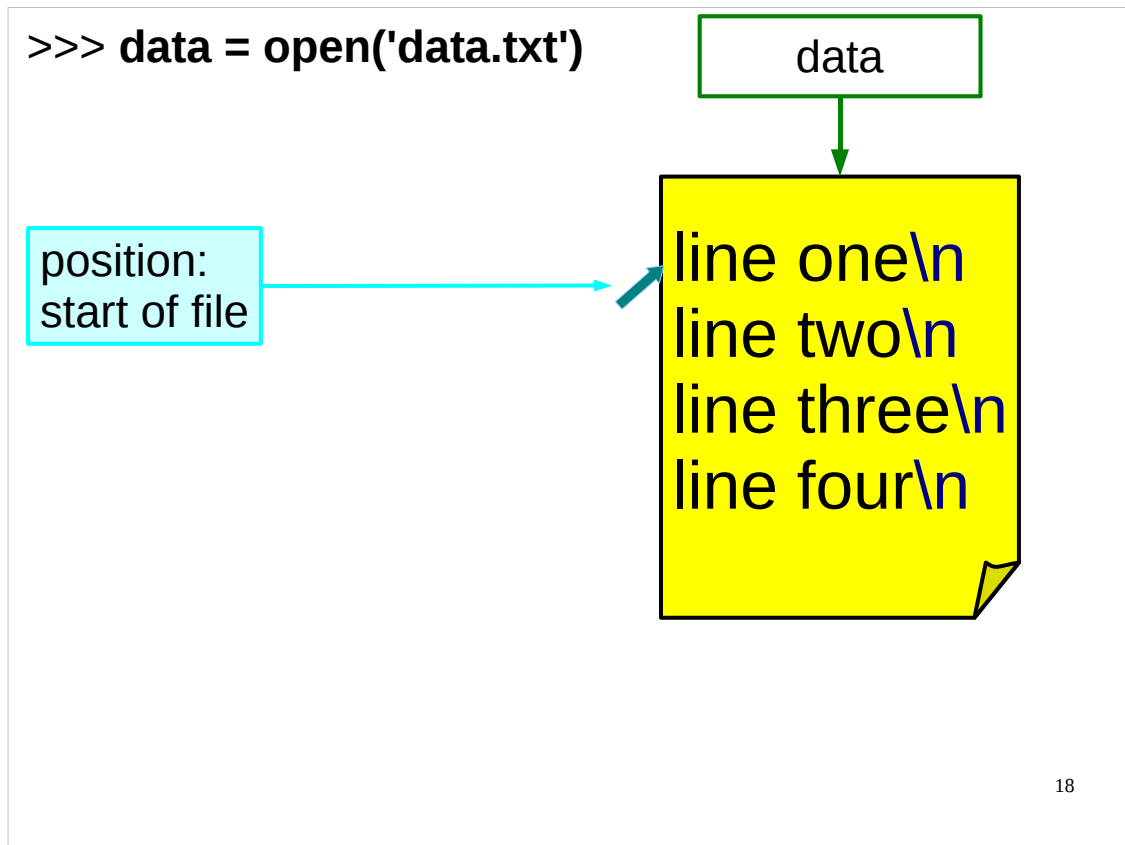 >>> data = open('data.txt')
data
position:
start of file
line one\n
line two\n
line three\n
line four\n
18